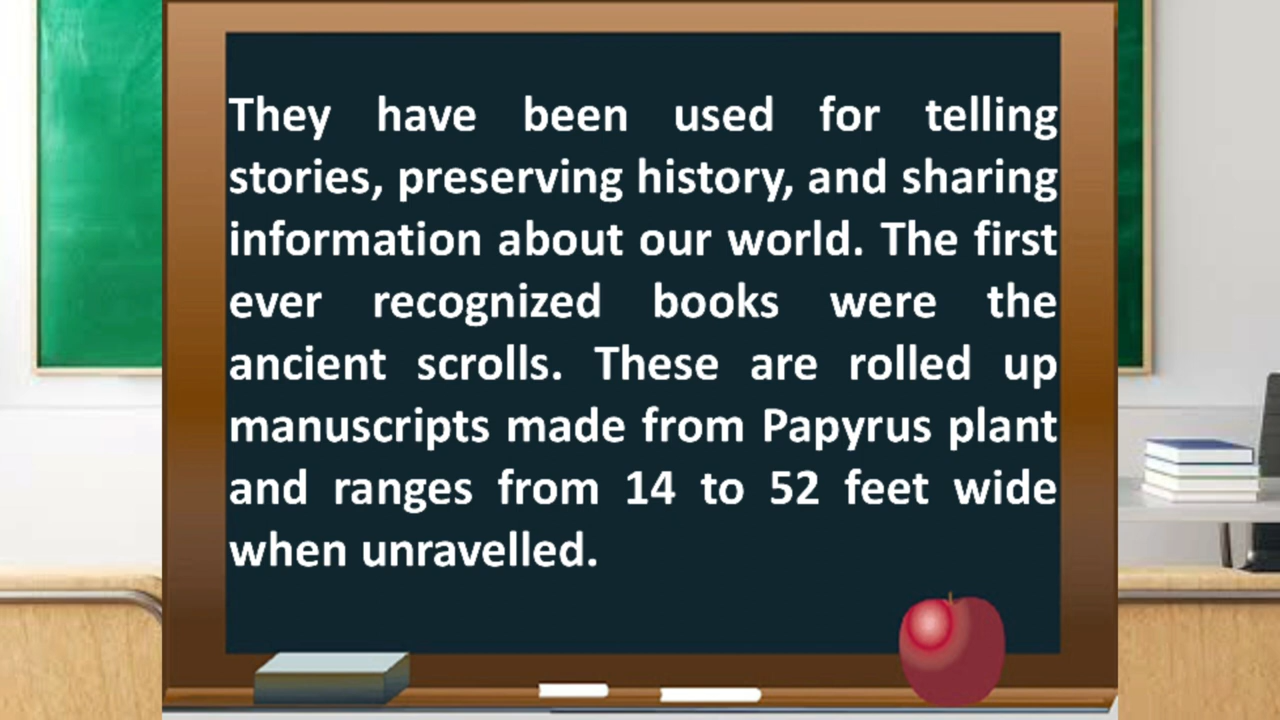 They have been used for telling
stories, preserving history, and sharing
information about our world. The first
ever recognized books were the
ancient scrolls. These are rolled up
manuscripts made from Papyrus plant
and ranges from 14 to 52 feet wide
when unravelled.